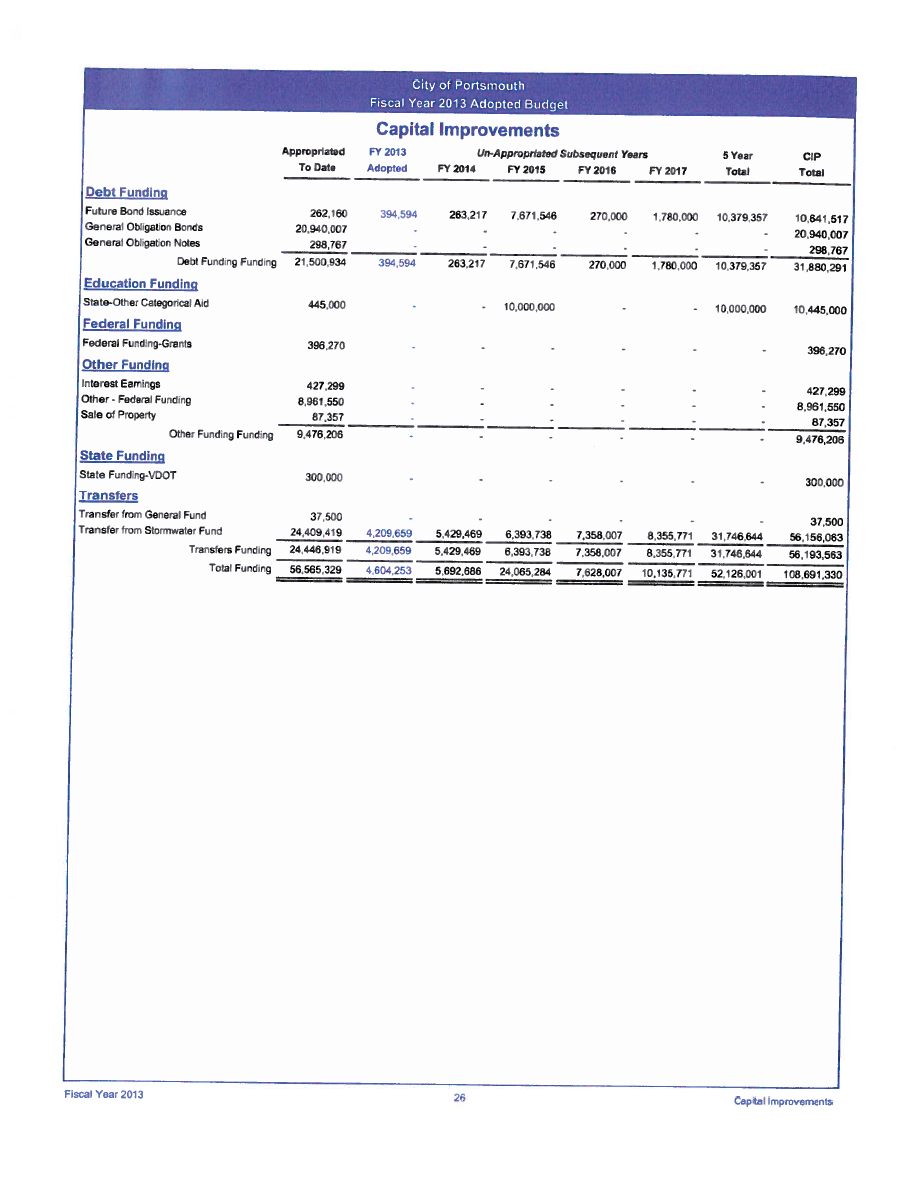 City of Portsmouth
Fiscal Year 2013 Adopted Budget
Capital Improvements
Appropriated FY 2013 Un-Appropriated Subsequent Years 5 Year CIP
To Date Adopted FY 2014 FY 2015 FY 2016 FY 2017 Total Total
Debt Funding
Future Bond Issuance 262,160 394,594 263,217 7,671,546 270,000 1,780,000 10,379,357 10,641,517
General Obligation Bonds 20,940,007 - - - - - - 20,940,007
General Obligation Notes 298,767 - - - - - - 298,767
Debt Funding Funding 21,500,934 394,594 263,217 7,671,546 270,000 1,780,000 10,379,357 31,880,291
Education Funding
State-Other Categorical Aid 445,000 - - 10,000,000 - - 10,000,000 10,445,000
Federal Funding
Federal Funding-Grants 396,270 - - - - - - 396,270
Other Funding
Interest Earnings 427,299 - - - - - - 427,299
Other - Federal Funding 8,961,550 - - - - - - 8,961,550
Sale of Property 87,357 - - - - - - 87,357
Other Funding Funding 9,476,206 - - - - - - 9,476,206
State Funding
State Funding-VDOT 300,000 - - - - - - 300,000
Transfers
Transfer from General Fund 37,500 - - - - - - 37,500
Transfer from Stormwater Fund 24,409,419 4,209,659 5,429,469 6,393,738 7,358,007 8,355,771 31,746,644 56,156,063
Transfers Funding 24,446,919 4,209,659 5,429,469 6,393,738 7,358,007 8,355,771 31,746,644 56,193,563
Total Funding 56,565,329 4,604,253 5,692,686 24,065,284 7,628,007 10,135,771 52,126,001 108,691,330
Fiscal Year 2013 26 Capital Improvements